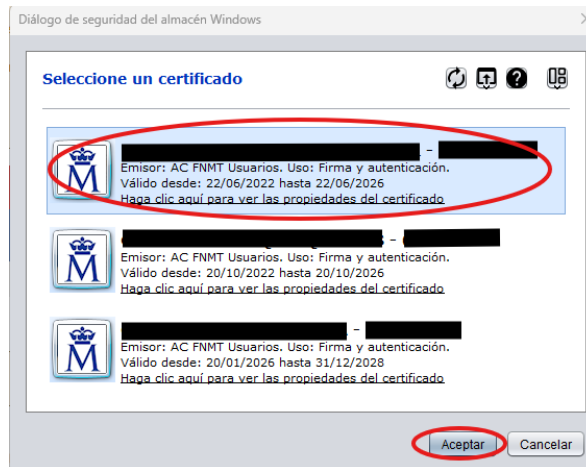 Diálogo de seguridad del almacén Windows
Seleccione un certificado
Emisor: AC FNMT Usuarios. Uso: Firma y autenticación.
Válido desde: 22/06/2022 hasta 22/06/2026
Haga clic aquí para ver las propiedades del certificado
Emisor: AC FNMT Usuarios. Uso: Firma y autenticación.
Válido desde: 20/10/2022 hasta 20/10/2026
Haga clic aquí para ver las propiedades del certificado
Emisor: AC FNMT Usuarios. Uso: Firma y autenticación.
Válido desde: 20/01/2026 hasta 31/12/2028
Haga clic aquí para ver las propiedades del certificado
Aceptar Cancelar